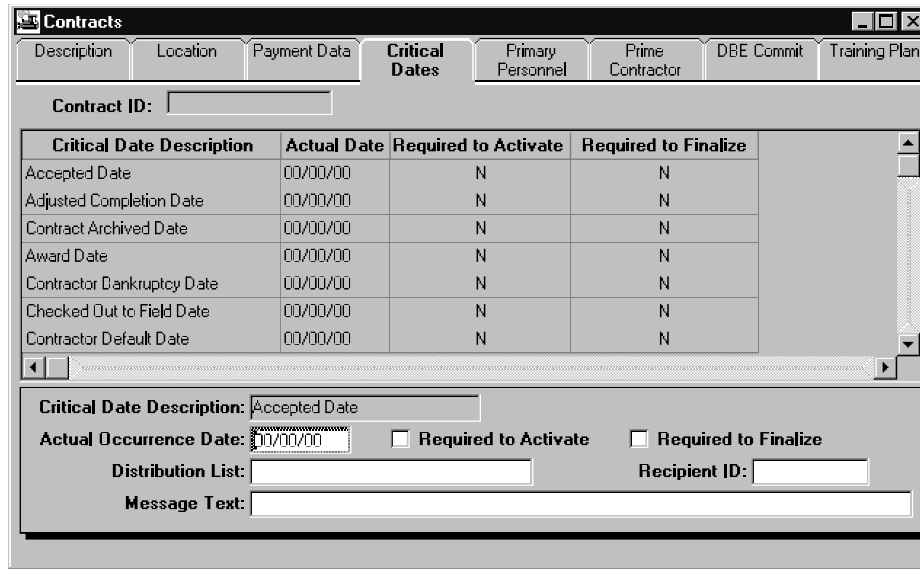 Contracts
Description Location Payment Data Critical Dates Primary Personnel Prime Contractor DBE Commit Training Plan
Contract ID:
Critical Date Description Actual Date Required to Activate Required to Finalize
Accepted Date 00/00/00 N N
Adjusted Completion Date 00/00/00 N N
Contract Archived Date 00/00/00 N N
Award Date 00/00/00 N N
Contractor Bankruptcy Date 00/00/00 N N
Checked Out to Field Date 00/00/00 N N
Contractor Default Date 00/00/00 N N
Critical Date Description: Accepted Date
Actual Occurrence Date: 00/00/00 Required to Activate Required to Finalize
Distribution List: Recipient ID:
Message Text: